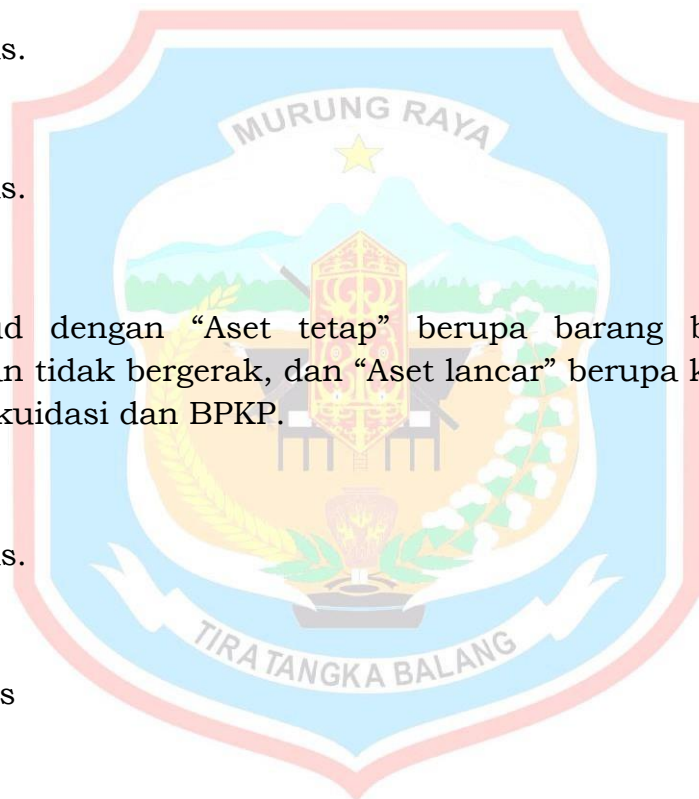 s.
MURUNG RAYA
s.
ud dengan “Aset tetap” berupa barang b
n tidak bergerak, dan “Aset lancar” berupa k
kuidasi dan BPKP.
s.
TIRA TANGKA BALANG
s